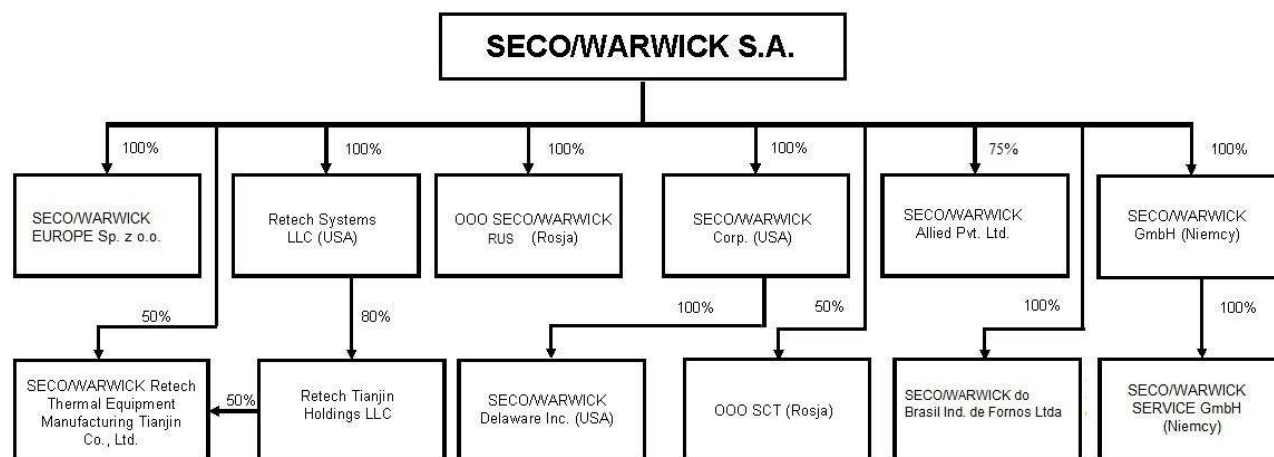 SECO/WARWICK S.A.
100%
100%
100%
100%
75%
100%
SECO/WARWICK
EUROPE Sp. z o.o.
Retech Systems
LLC (USA)
OOO SECO/WARWICK
RUS (Rosja)
SECO/WARWICK
Corp. (USA)
SECO/WARWICK
Allied Pvt. Ltd.
SECO/WARWICK
GmbH (Niemcy)
50%
80%
100%
50%
100%
100%
SECO/WARWICK Retech
Thermal Equipment
Manufacturing Tianjin
Co., Ltd.
50%
Retech Tianjin
Holdings LLC
SECO/WARWICK
Delaware Inc. (USA)
OOO SCT (Rosja)
SECO/WARWICK do
Brasil Ind. de Fornos Ltda
SECO/WARWICK
SERVICE GmbH
(Niemcy)